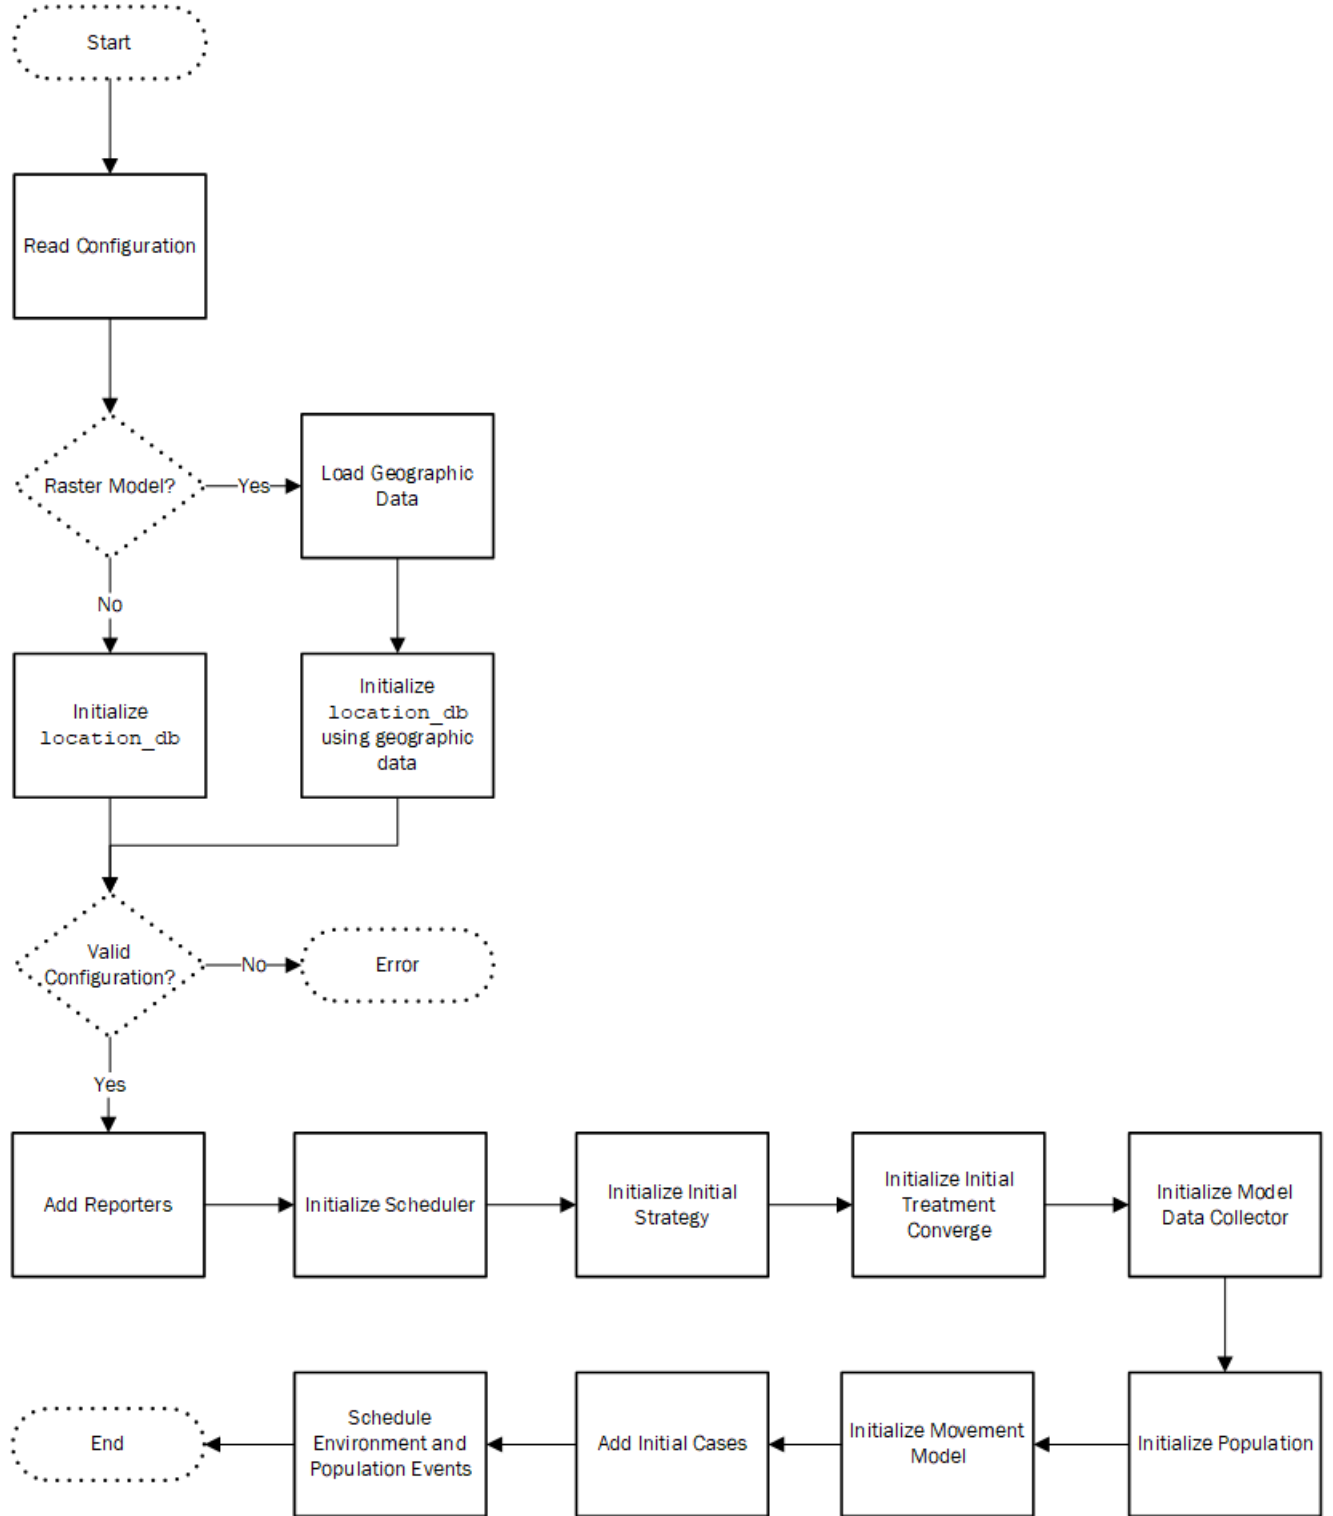 Start
Read Configuration
Raster Model?
Yes
Load Geographic
Data
No
Initialize
location_db
Initialize
location_db
using geographic
data
Valid
Configuration?
No
Error
Yes
Add Reporters
Initialize Scheduler
Initialize Initial
Strategy
Initialize Initial
Treatment
Converge
Initialize Model
Data Collector
End
Schedule
Environment and
Population Events
Add Initial Cases
Initialize Movement
Model
Initialize Population